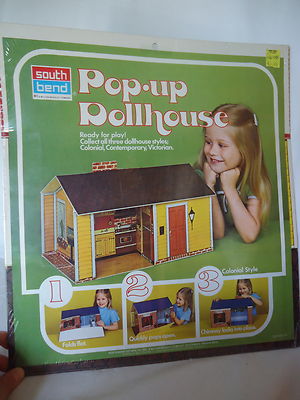 south
bend
Pop-up
Dollhouse
Ready for play!
Collect all three dollhouse styles;
Colonial, Contemporary, Victorian.
Colonial Style
1
2
3
Folds flat.
Quickly pops open.
Chimney locks into place.